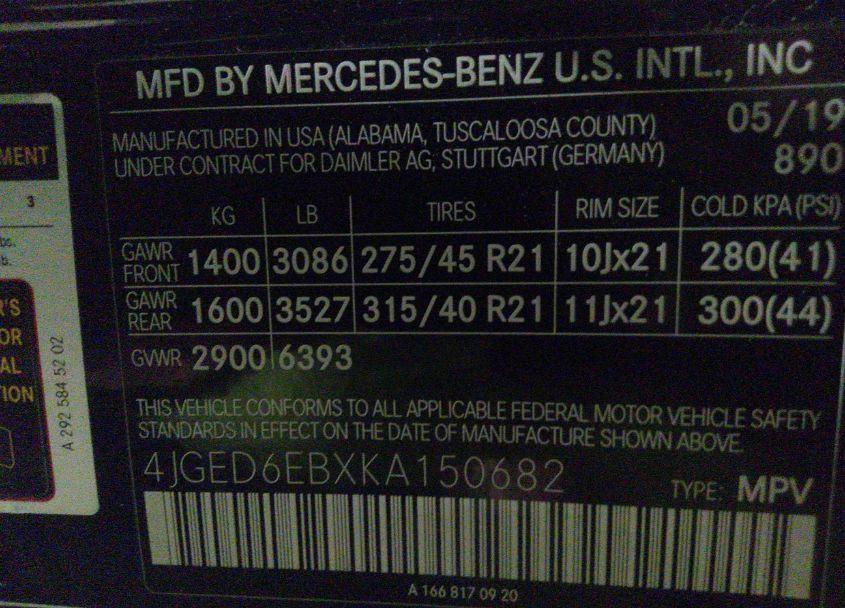 MFD BY MERCEDES-BENZ U.S. INTL., INC
MANUFACTURED IN USA (ALABAMA, TUSCALOOSA COUNTY) 05/19
UNDER CONTRACT FOR DAIMLER AG, STUTTGART (GERMANY) 890
KG LB TIRES RIM SIZE COLD KPA (PSI)
GAWR FRONT 1400 3086 275/45 R21 10Jx21 280(41)
GAWR REAR 1600 3527 315/40 R21 11Jx21 300(44)
GVWR 2900 6393
THIS VEHICLE CONFORMS TO ALL APPLICABLE FEDERAL MOTOR VEHICLE SAFETY
STANDARDS IN EFFECT ON THE DATE OF MANUFACTURE SHOWN ABOVE.
4JGED6EBXKA150682 TYPE: MPV
A 166 817 09 20
A 292 584 52 02
3